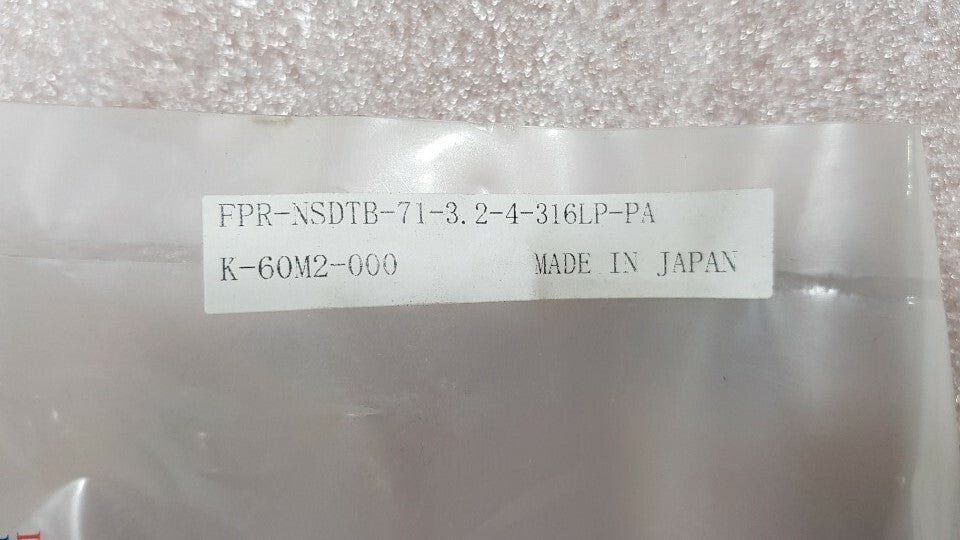 FPR-NSDTB-71-3.2-4-316LP-PA
K-60M2-000 MADE IN JAPAN